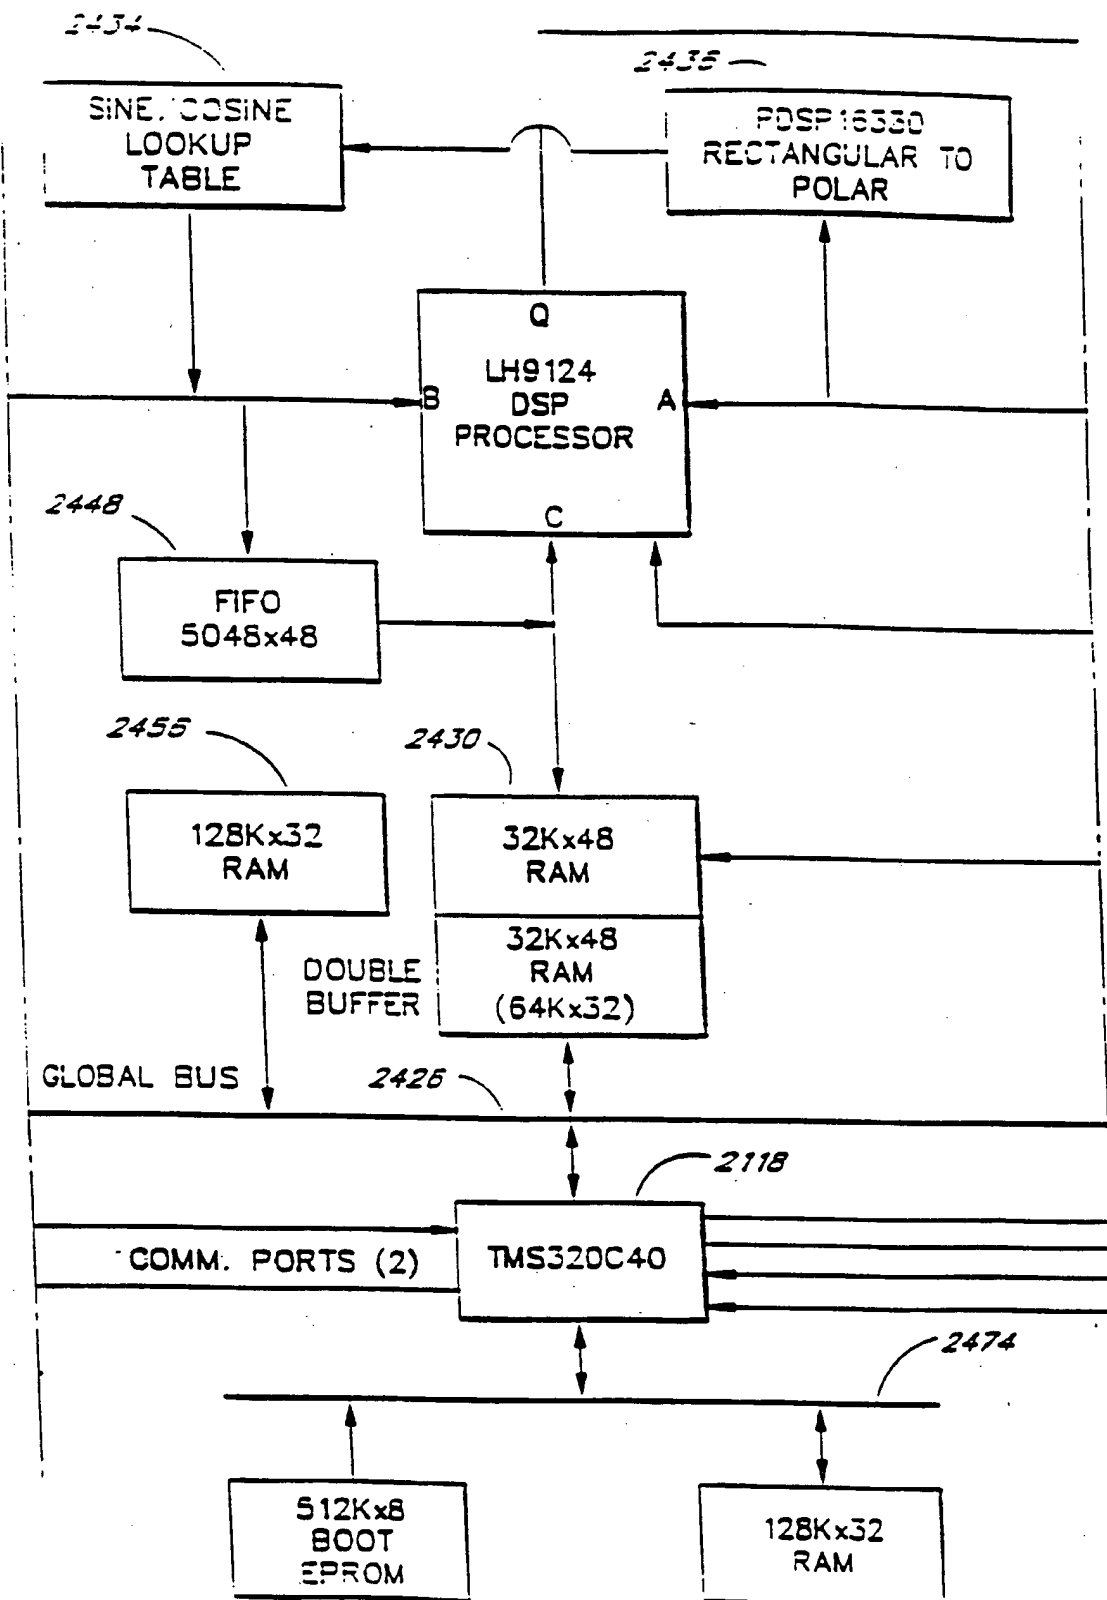 2434
2436
SINE/COSINE
LOOKUP
TABLE
PDSP16330
RECTANGULAR TO
POLAR
Q
LH9124
DSP
PROCESSOR
B
A
C
2448
FIFO
5048x48
2456
2430
128Kx32
RAM
32Kx48
RAM
32Kx48
RAM
(64Kx32)
DOUBLE
BUFFER
GLOBAL BUS
2426
2118
COMM. PORTS (2)
TMS320C40
2474
512Kx8
BOOT
EPROM
128Kx32
RAM